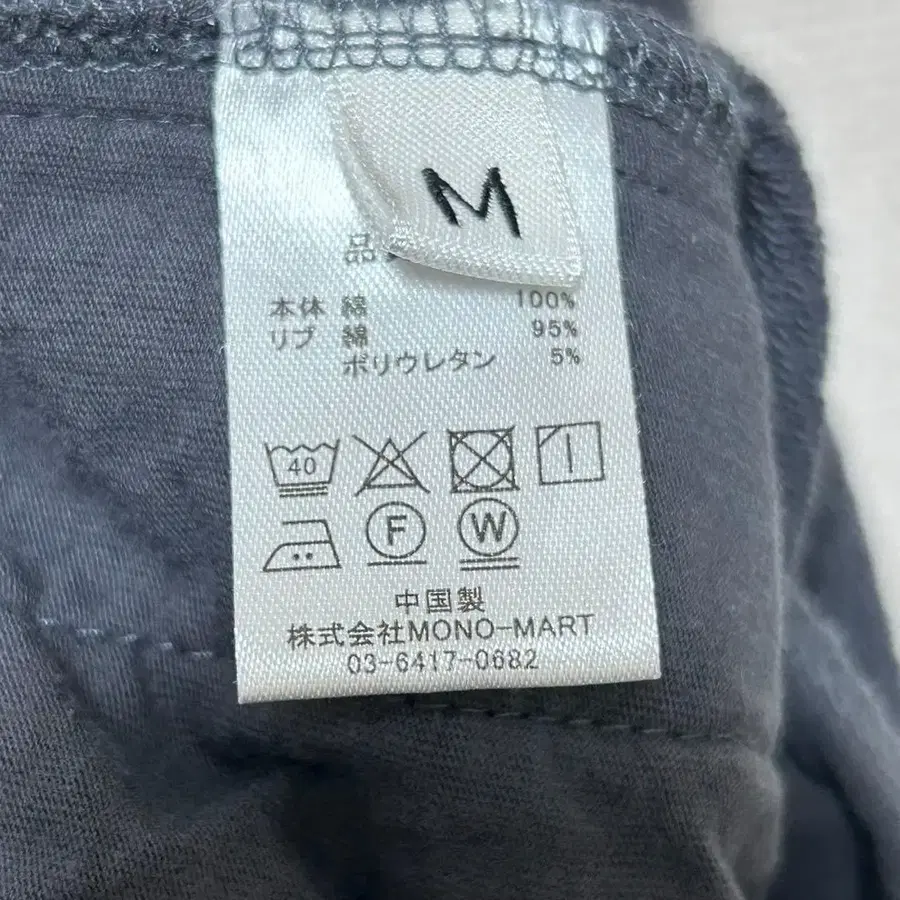 M
品
本体 綿 100%
リブ 綿 95%
ポリウレタン 5%
40
F W
中国製
株式会社MONO-MART
03-6417-0682